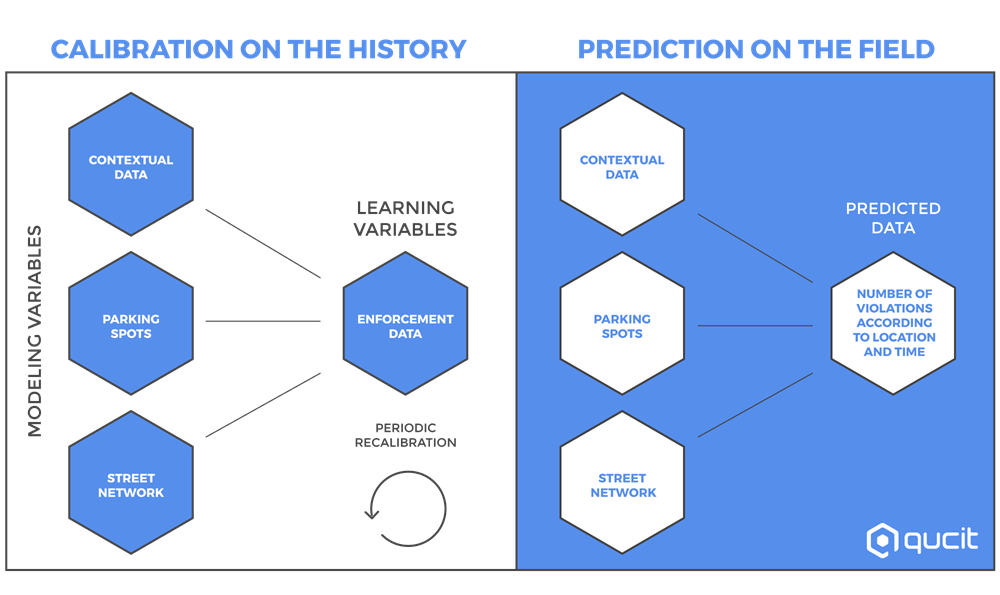 CALIBRATION ON THE HISTORY
MODELING VARIABLES
CONTEXTUAL
DATA
PARKING
SPOTS
STREET
NETWORK
LEARNING
VARIABLES
ENFORCEMENT
DATA
PERIODIC
RECALIBRATION
PREDICTION ON THE FIELD
CONTEXTUAL
DATA
PARKING
SPOTS
STREET
NETWORK
PREDICTED
DATA
NUMBER OF
VIOLATIONS
ACCORDING
TO LOCATION
AND TIME
qucit